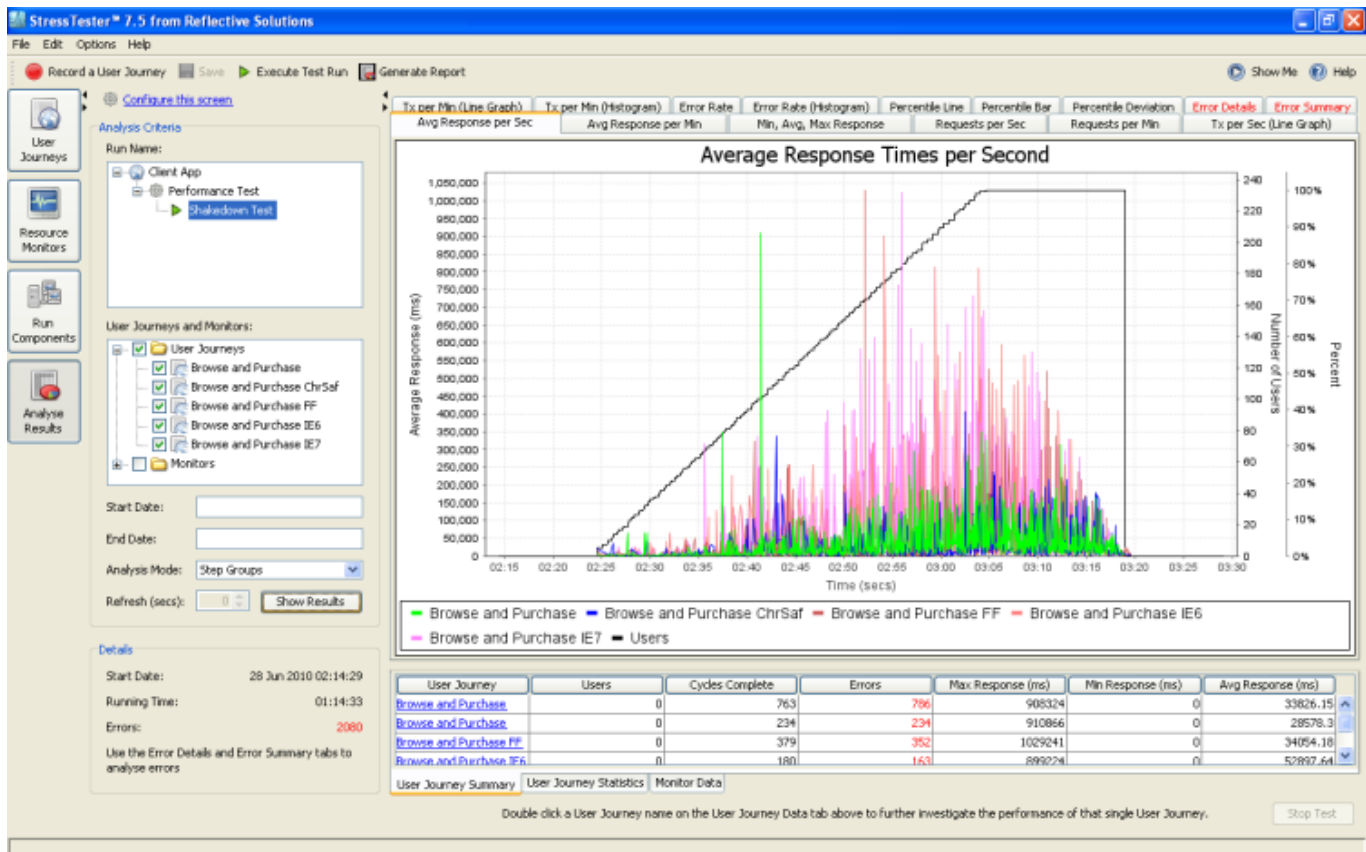 StressTester™ 7.5 from Reflective Solutions
File Edit Options Help
Record a User Journey Save Execute Test Run Generate Report Show Me Help
User Journeys
Resource Monitors
Run Components
Analyse Results
Configure this screen
Analysis Criteria
Run Name:
Client App
Performance Test
Shakedown Test
User Journeys and Monitors:
User Journeys
Browse and Purchase
Browse and Purchase ChrSaf
Browse and Purchase FF
Browse and Purchase IE6
Browse and Purchase IE7
Monitors
Start Date:
End Date:
Analysis Mode: Step Groups
Refresh (secs): 0 Show Results
Details
Start Date: 28 Jun 2010 02:14:29
Running Time: 01:14:33
Errors: 2080
Use the Error Details and Error Summary tabs to
analyse errors
Tx per Min (Line Graph) Tx per Min (Histogram) Error Rate Error Rate (Histogram) Percentile Line Percentile Bar Percentile Deviation Error Details Error Summary
Avg Response per Sec Avg Response per Min Min, Avg, Max Response Requests per Sec Requests per Min Tx per Sec (Line Graph)
Average Response Times per Second
Average Response (ms)
1,050,000
1,000,000
950,000
900,000
850,000
800,000
750,000
700,000
650,000
600,000
550,000
500,000
450,000
400,000
350,000
300,000
250,000
200,000
150,000
100,000
50,000
0
02:15 02:20 02:25 02:30 02:35 02:40 02:45 02:50 02:55 03:00 03:05 03:10 03:15 03:20 03:25 03:30
Time (secs)
240
220
200
180
160
140
120
100
80
60
40
20
0
Number of Users
100%
90%
80%
70%
60%
50%
40%
30%
20%
10%
0%
Percent
Browse and Purchase Browse and Purchase ChrSaf Browse and Purchase FF Browse and Purchase IE6
Browse and Purchase IE7 Users
User Journey Users Cycles Complete Errors Max Response (ms) Min Response (ms) Avg Response (ms)
Browse and Purchase 0 763 786 908324 0 33826.15
Browse and Purchase 0 234 234 910866 0 28578.3
Browse and Purchase FF 0 379 352 1029241 0 34054.18
Browse and Purchase IE6 0 180 163 899224 0 52897.64
User Journey Summary User Journey Statistics Monitor Data
Double click a User Journey name on the User Journey Data tab above to further investigate the performance of that single User Journey. Stop Test